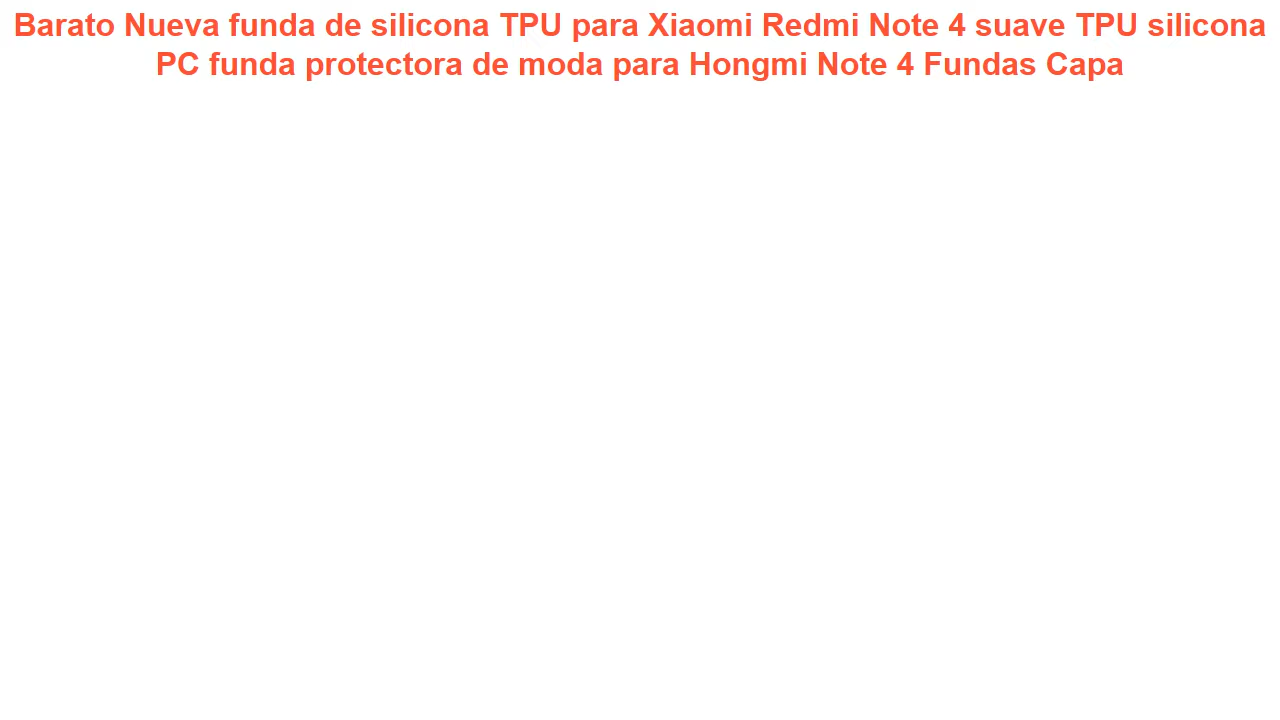 Barato Nueva funda de silicona TPU para Xiaomi Redmi Note 4 suave TPU silicona
PC funda protectora de moda para Hongmi Note 4 Fundas Capa